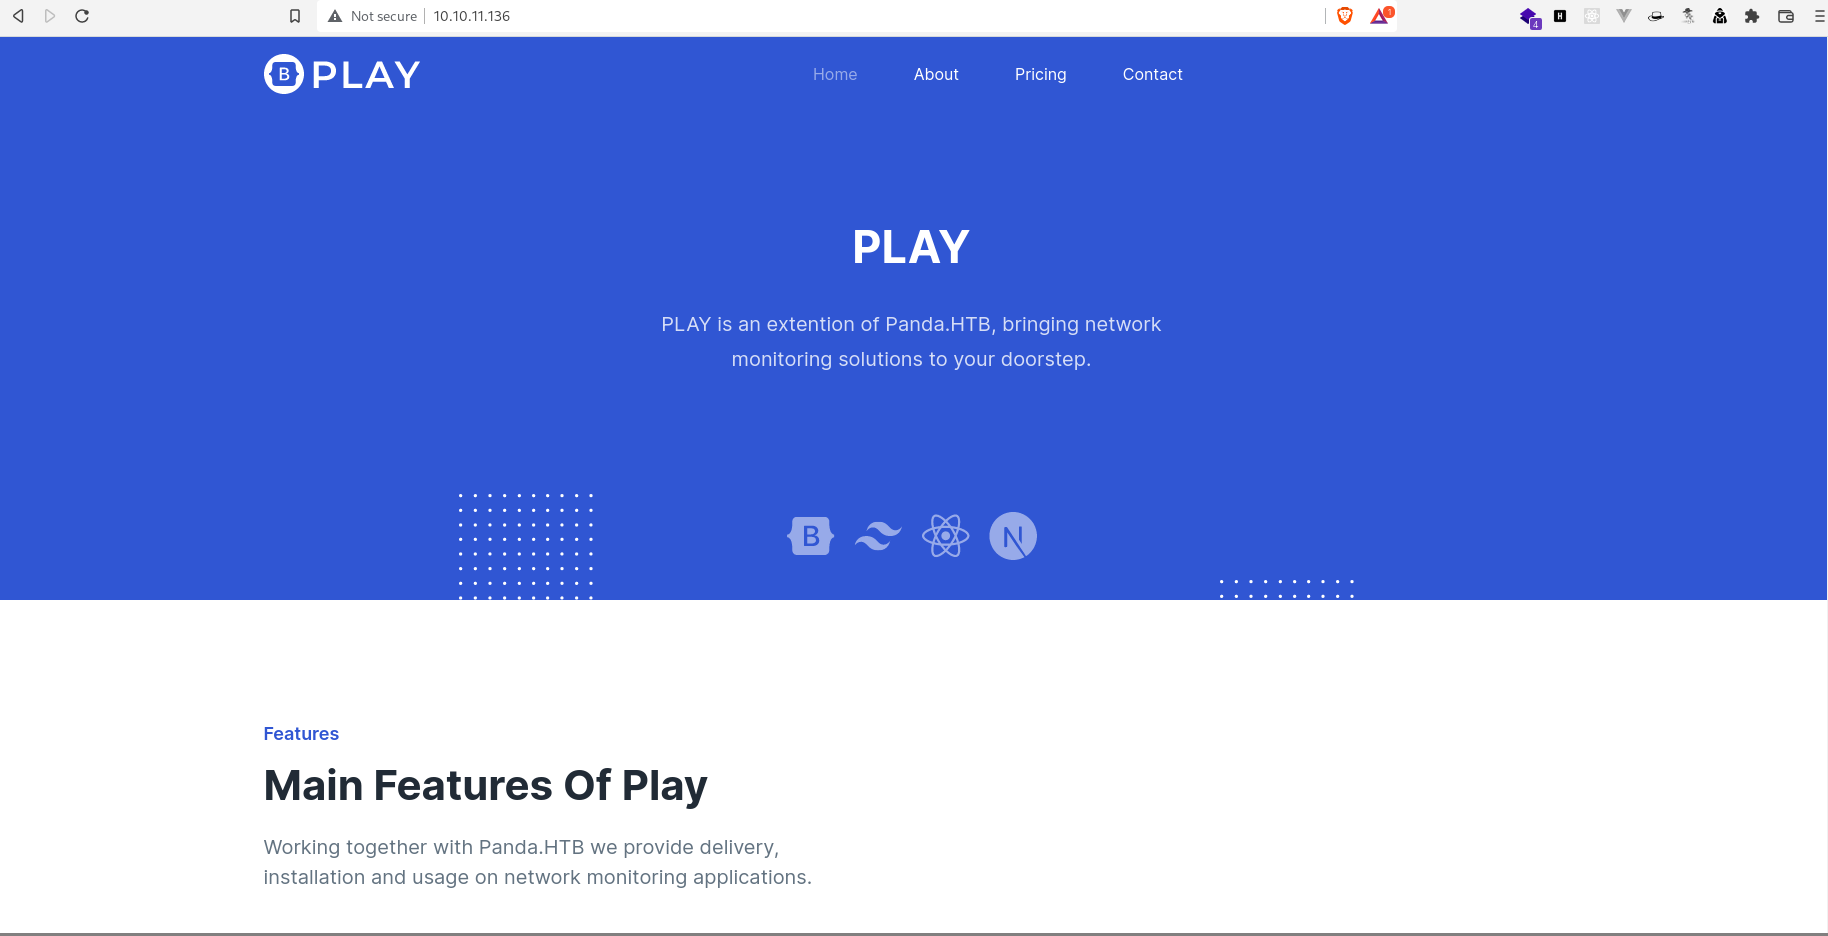 Not secure 10.10.11.136
1
4
B PLAY
Home About Pricing Contact
PLAY
PLAY is an extention of Panda.HTB, bringing network
monitoring solutions to your doorstep.
B N
Features
Main Features Of Play
Working together with Panda.HTB we provide delivery,
installation and usage on network monitoring applications.